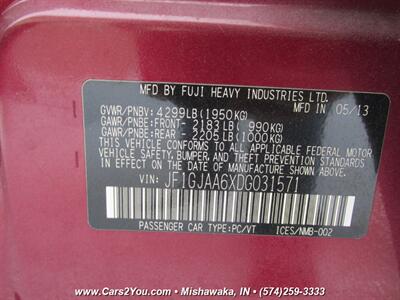 MFD BY FUJI HEAVY INDUSTRIES LTD.
MFD IN 05/13
GVWR/PNBV: 4299LB(1950KG)
GAWR/PNBE:FRONT - 2183LB( 990KG)
GAWR/PNBE:REAR - 2205LB(1000KG)
THIS VEHICLE CONFORMS TO ALL APPLICABLE FEDERAL MOTOR
VEHICLE SAFETY, BUMPER, AND THEFT PREVENTION STANDARDS
IN EFFECT ON THE DATE OF MANUFACTURE SHOWN ABOVE.
VIN: JF1GJAA6XDG031571
PASSENGER CAR TYPE:PC/VT ICES/NMB-002
www.Cars2You.com - Mishawaka, IN - (574)259-3333